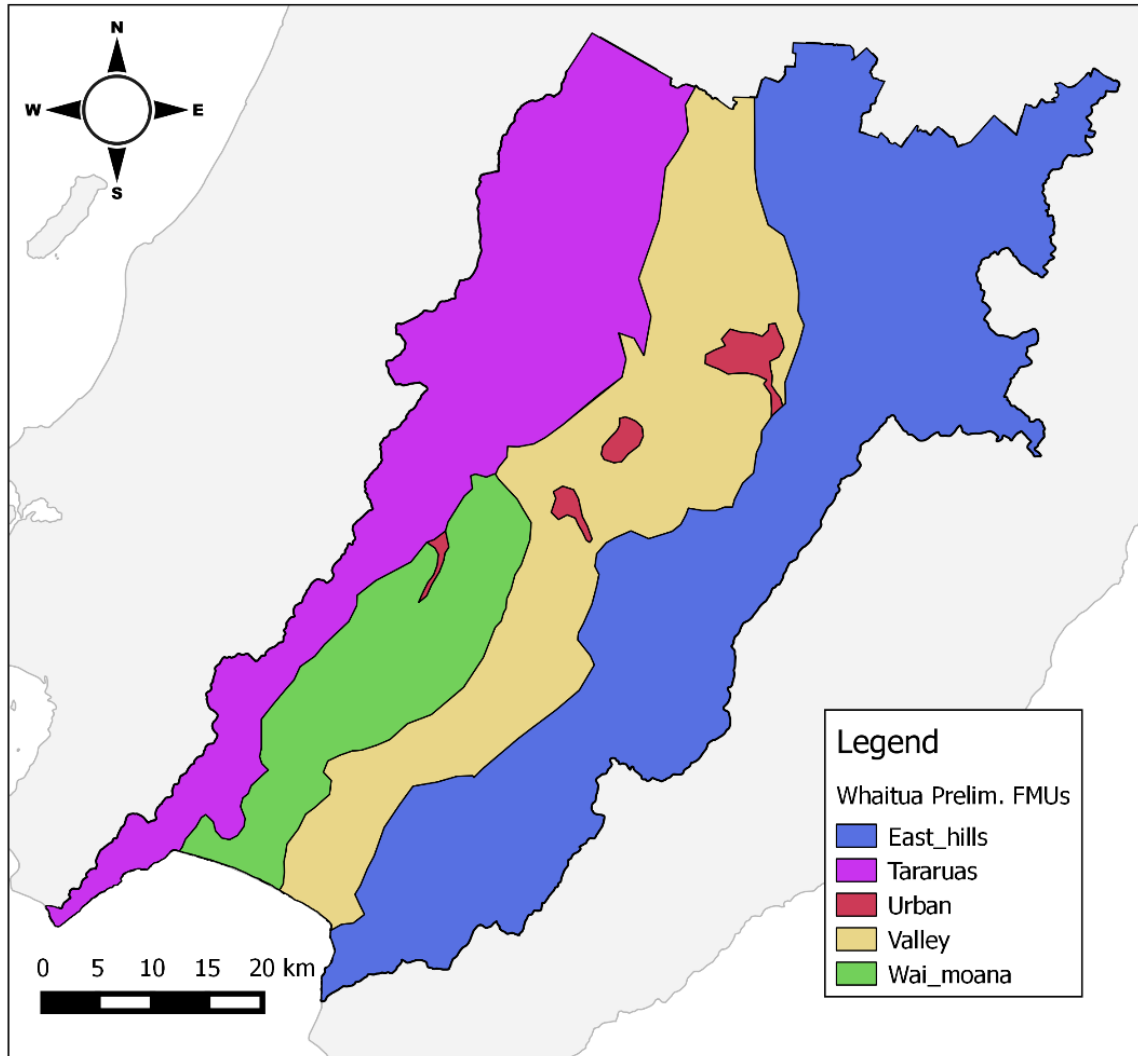 N
W E
S
Legend
Whaitua Prelim. FMUs
East_hills
Tararuas
Urban
Valley
Wai_moana
0 5 10 15 20 km